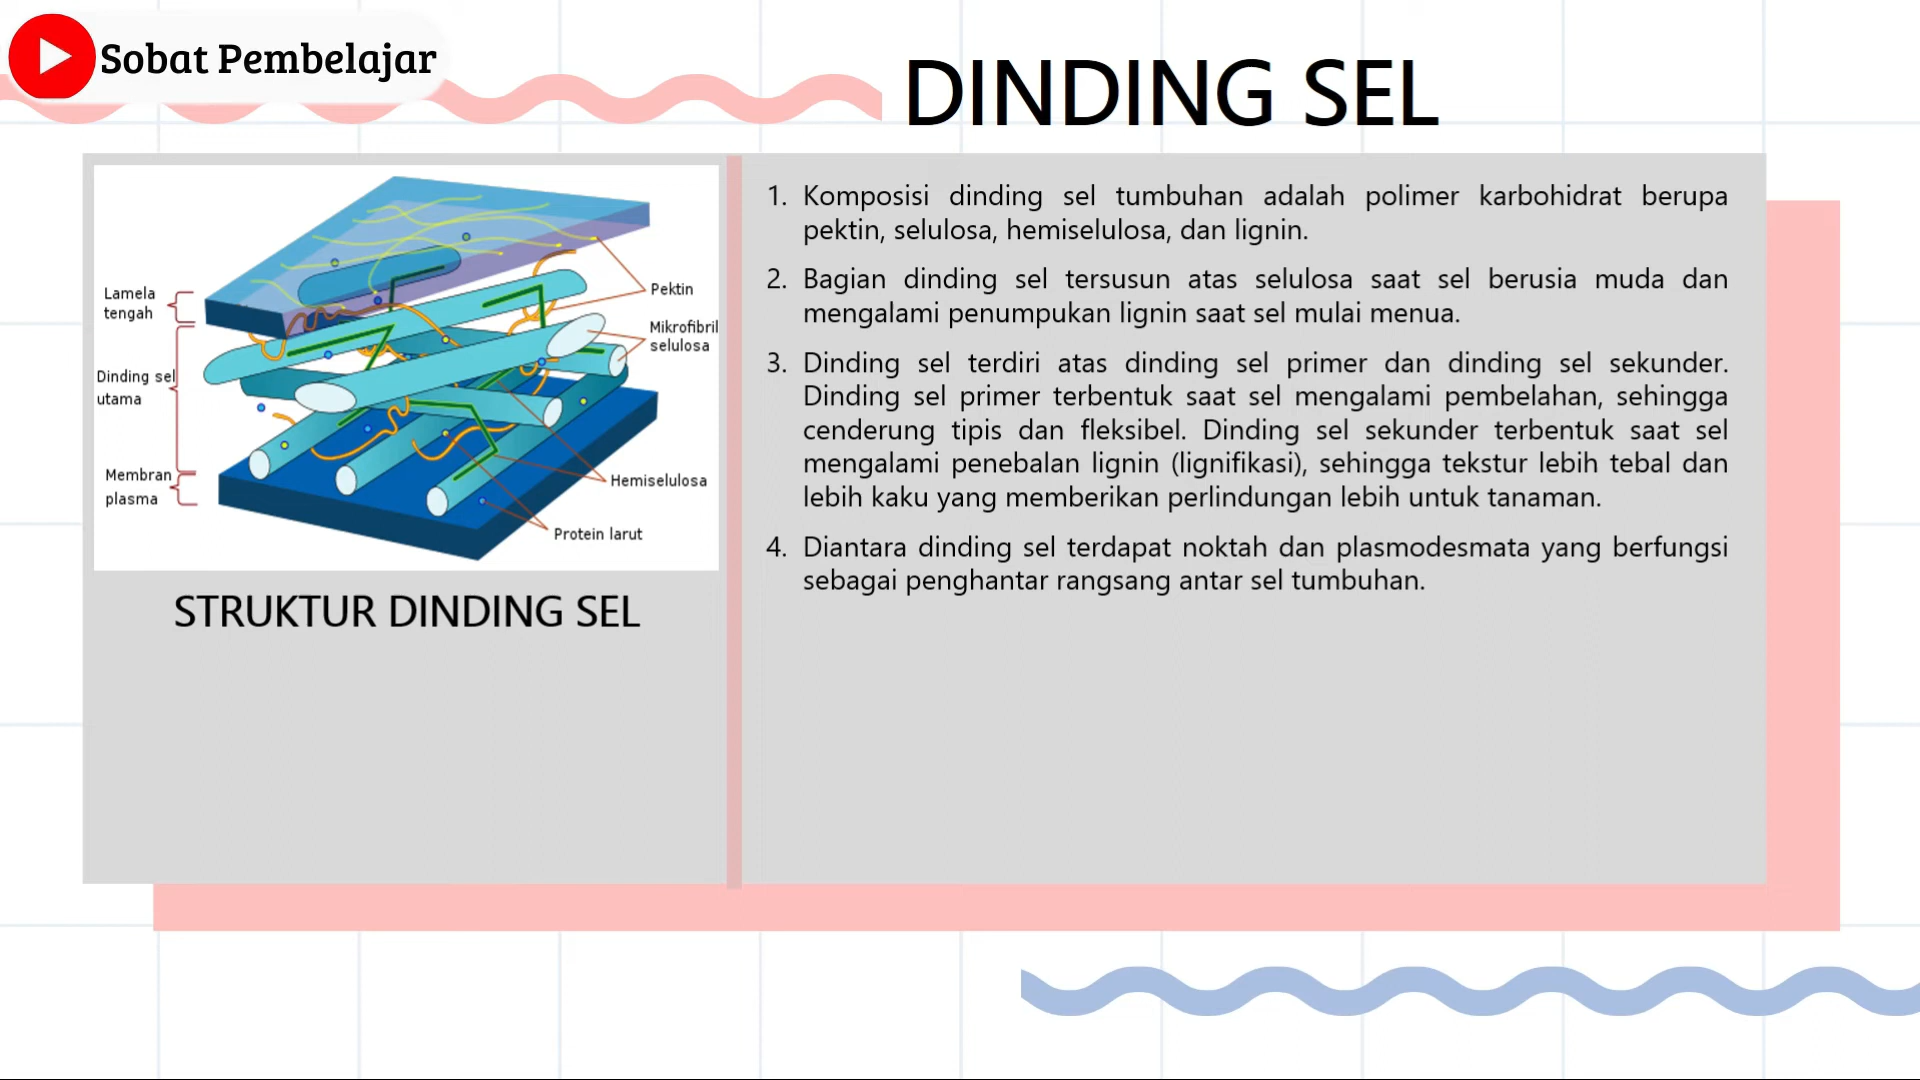 Sobat Pembelajar
DINDING SEL
Lamela
tengah
Dinding sel
utama
Membran
plasma
Pektin
Mikrofibril
selulosa
Hemiselulosa
Protein larut
STRUKTUR DINDING SEL
1. Komposisi dinding sel tumbuhan adalah polimer karbohidrat berupa
pektin, selulosa, hemiselulosa, dan lignin.
2. Bagian dinding sel tersusun atas selulosa saat sel berusia muda dan
mengalami penumpukan lignin saat sel mulai menua.
3. Dinding sel terdiri atas dinding sel primer dan dinding sel sekunder.
Dinding sel primer terbentuk saat sel mengalami pembelahan, sehingga
cenderung tipis dan fleksibel. Dinding sel sekunder terbentuk saat sel
mengalami penebalan lignin (lignifikasi), sehingga tekstur lebih tebal dan
lebih kaku yang memberikan perlindungan lebih untuk tanaman.
4. Diantara dinding sel terdapat noktah dan plasmodesmata yang berfungsi
sebagai penghantar rangsang antar sel tumbuhan.